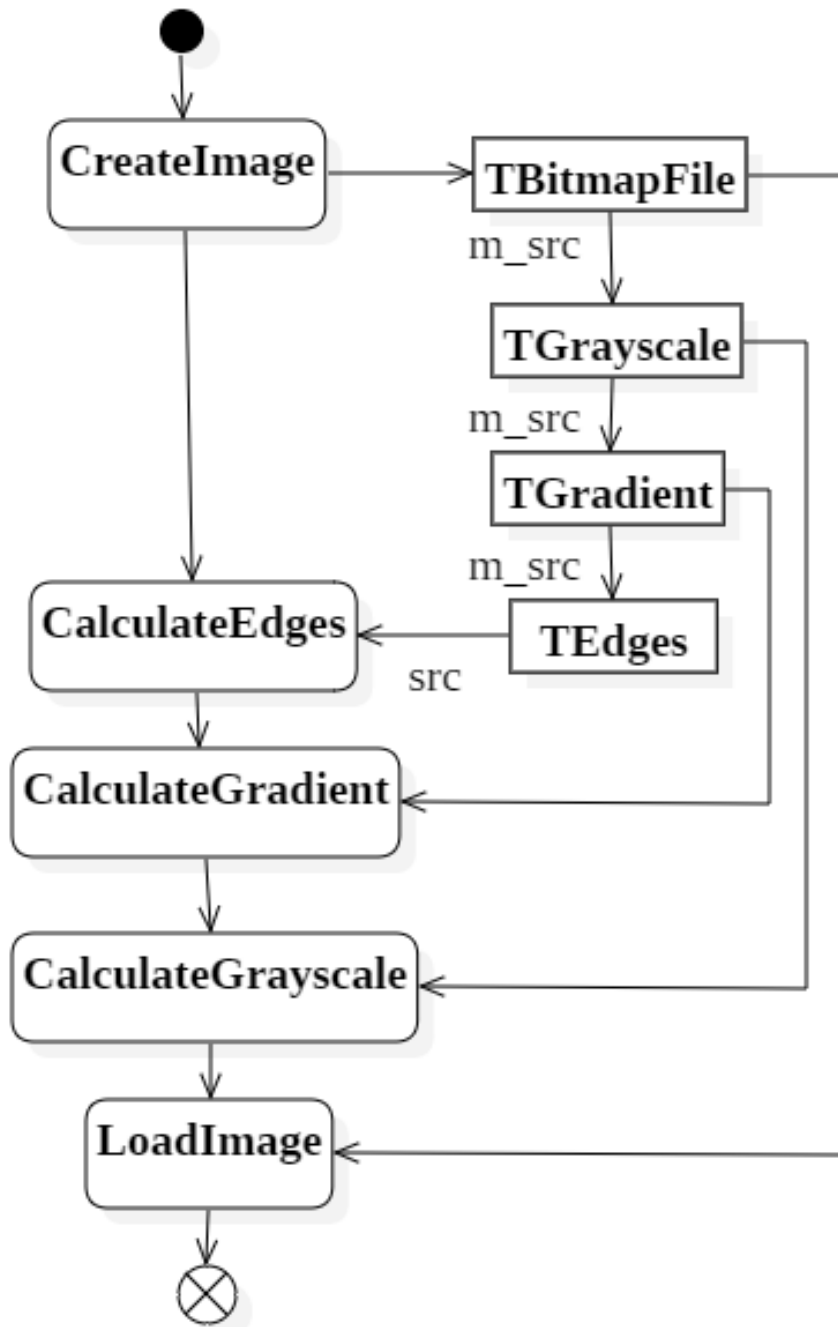 CreateImage
TBitmapFile
m_src
TGrayscale
m_src
TGradient
m_src
CalculateEdges
TEdges
src
CalculateGradient
CalculateGrayscale
LoadImage